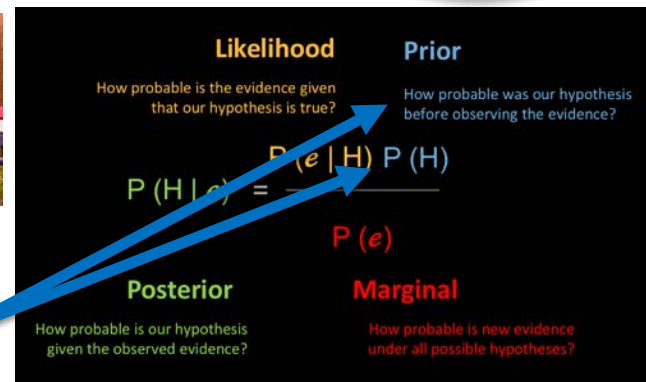 Likelihood
How probable is the evidence given
that our hypothesis is true?
Prior
How probable was our hypothesis
before observing the evidence?
P (e | H) P (H)
P (H | e) =
P (e)
Posterior
How probable is our hypothesis
given the observed evidence?
Marginal
How probable is new evidence
under all possible hypotheses?